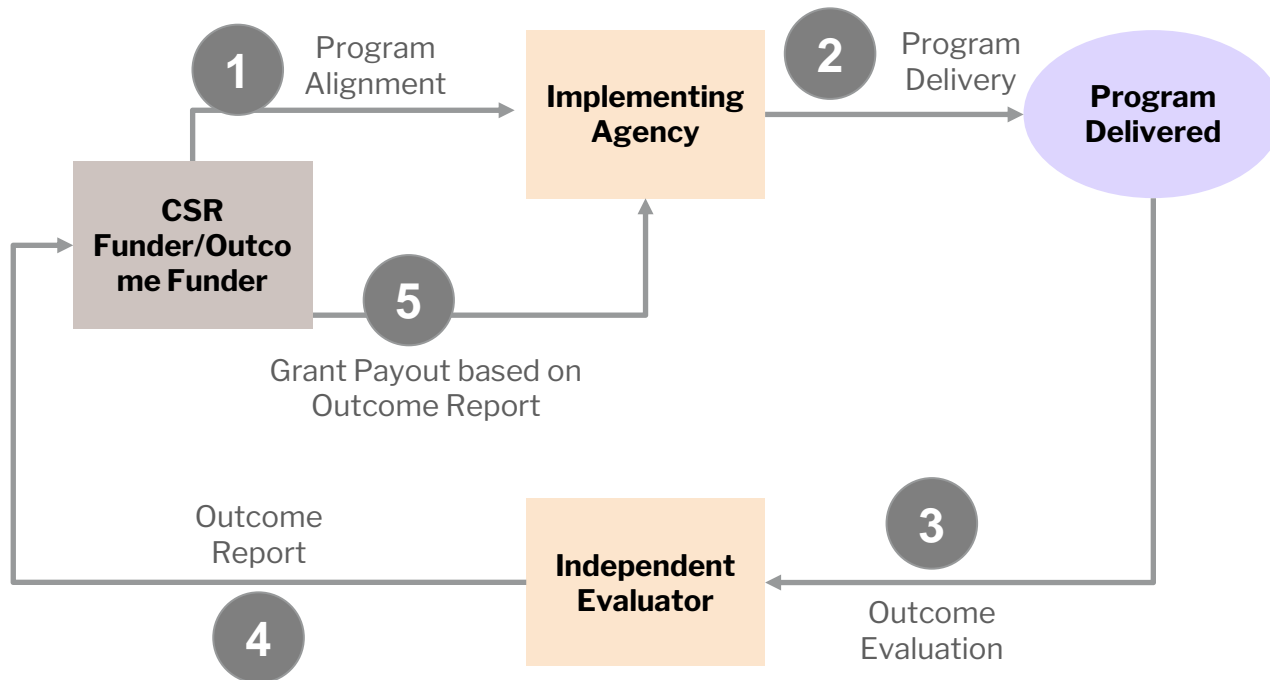 1
Program
Alignment
Implementing
Agency
2
Program
Delivery
Program
Delivered
CSR
Funder/Outco
me Funder
5
Grant Payout based on
Outcome Report
Outcome
Report
4
Independent
Evaluator
3
Outcome
Evaluation